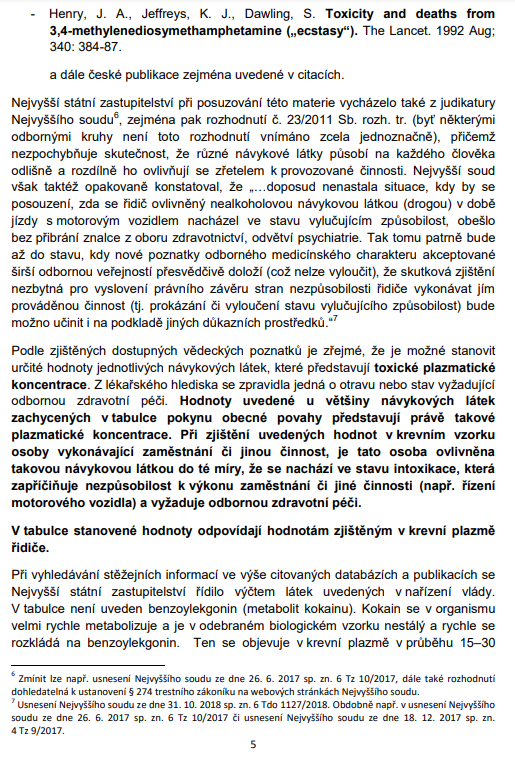 - Henry, J. A., Jeffreys, K. J., Dawling, S. Toxicity and deaths from
3,4-methylenediosymethamphetamine („ecstasy“). The Lancet. 1992 Aug;
340: 384-87.
a dále české publikace zejména uvedené v citacích.
Nejvyšší státní zastupitelství při posuzování této materie vycházelo také z judikatury
Nejvyššího soudu6, zejména pak rozhodnutí č. 23/2011 Sb. rozh. tr. (byť některými
odbornými kruhy není toto rozhodnutí vnímáno zcela jednoznačně), přičemž
nezpochybňuje skutečnost, že různé návykové látky působí na každého člověka
odlišně a rozdílně ho ovlivňují se zřetelem k provozované činnosti. Nejvyšší soud
však taktéž opakovaně konstatoval, že „…doposud nenastala situace, kdy by se
posouzení, zda se řidič ovlivněný nealkoholovou návykovou látkou (drogou) v době
jízdy s motorovým vozidlem nacházel ve stavu vylučujícím způsobilost, obešlo
bez přibrání znalce z oboru zdravotnictví, odvětví psychiatrie. Tak tomu patrně bude
až do stavu, kdy nové poznatky odborného medicínského charakteru akceptované
širší odbornou veřejností přesvědčivě doloží (což nelze vyloučit), že skutková zjištění
nezbytná pro vyslovení právního závěru stran nezpůsobilosti řidiče vykonávat jím
prováděnou činnost (tj. prokázání či vyloučení stavu vylučujícího způsobilost) bude
možno učinit i na podkladě jiných důkazních prostředků.“7
Podle zjištěných dostupných vědeckých poznatků je zřejmé, že je možné stanovit
určité hodnoty jednotlivých návykových látek, které představují toxické plazmatické
koncentrace. Z lékařského hlediska se zpravidla jedná o otravu nebo stav vyžadující
odbornou zdravotní péči. Hodnoty uvedené u většiny návykových látek
zachycených v tabulce pokynu obecné povahy představují právě takové
plazmatické koncentrace. Při zjištění uvedených hodnot v krevním vzorku
osoby vykonávající zaměstnání či jinou činnost, je tato osoba ovlivněna
takovou návykovou látkou do té míry, že se nachází ve stavu intoxikace, která
zapříčiňuje nezpůsobilost k výkonu zaměstnání či jiné činnosti (např. řízení
motorového vozidla) a vyžaduje odbornou zdravotní péči.
V tabulce stanovené hodnoty odpovídají hodnotám zjištěným v krevní plazmě
řidiče.
Při vyhledávání stěžejních informací ve výše citovaných databázích a publikacích se
Nejvyšší státní zastupitelství řídilo výčtem látek uvedených v nařízení vlády.
V tabulce není uveden benzoylekgonin (metabolit kokainu). Kokain se v organismu
velmi rychle metabolizuje a je v odebraném biologickém vzorku nestálý a rychle se
rozkládá na benzoylekgonin. Ten se objevuje v krevní plazmě v průběhu 15–30
6 Zmínit lze např. usnesení Nejvyššího soudu ze dne 26. 6. 2017 sp. zn. 6 Tz 10/2017, dále také rozhodnutí
dohledatelná k ustanovení § 274 trestního zákoníku na webových stránkách Nejvyššího soudu.
7 Usnesení Nejvyššího soudu ze dne 31. 10. 2018 sp. zn. 6 Tdo 1127/2018. Obdobně např. v usnesení Nejvyššího
soudu ze dne 26. 6. 2017 sp. zn. 6 Tz 10/2017 či usnesení Nejvyššího soudu ze dne 18. 12. 2017 sp. zn.
4 Tz 9/2017.
5